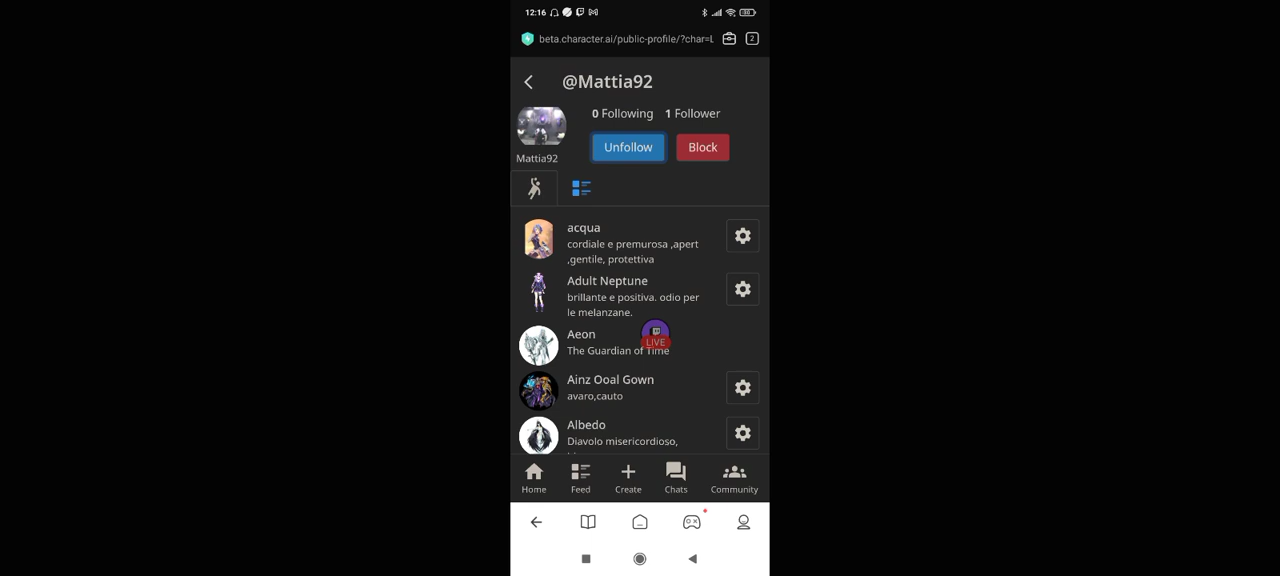 12:16
beta.character.ai/public-profile/?char=
2
@Mattia92
0 Following 1 Follower
Unfollow Block
Mattia92
acqua
cordiale e premurosa ,apert
,gentile, protettiva
Adult Neptune
brillante e positiva. odio per
le melanzane.
Aeon
The Guardian of Time
LIVE
Ainz Ooal Gown
avaro,cauto
Albedo
Diavolo misericordioso,
Home Feed Create Chats Community